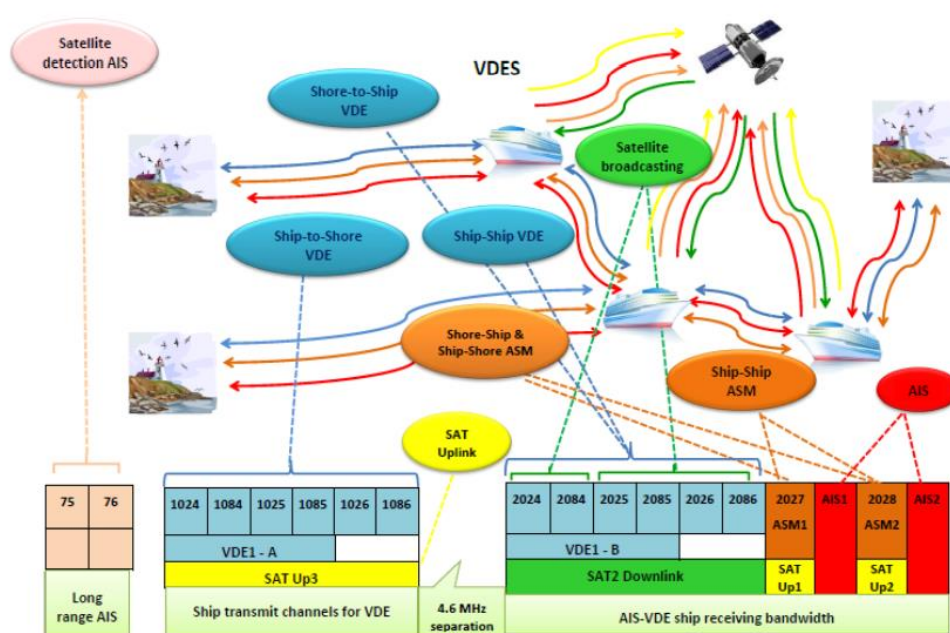 Satellite
detection AIS
VDES
Shore-to-Ship
VDE
Satellite
broadcasting
Ship-to-Shore
VDE
Ship-Ship VDE
Shore-Ship &
Ship-Shore ASM
Ship-Ship
ASM
AIS
SAT
Uplink
75 76
1024 1084 1025 1085 1026 1086
2024 2084 2025 2085 2026 2086 2027 AIS1 2028 AIS2
ASM1 ASM2
VDE1 - A
VDE1 - B
SAT Up3
SAT2 Downlink
SAT
Up1
SAT
Up2
Long
range AIS
Ship transmit channels for VDE
4.6 MHz
separation
AIS-VDE ship receiving bandwidth